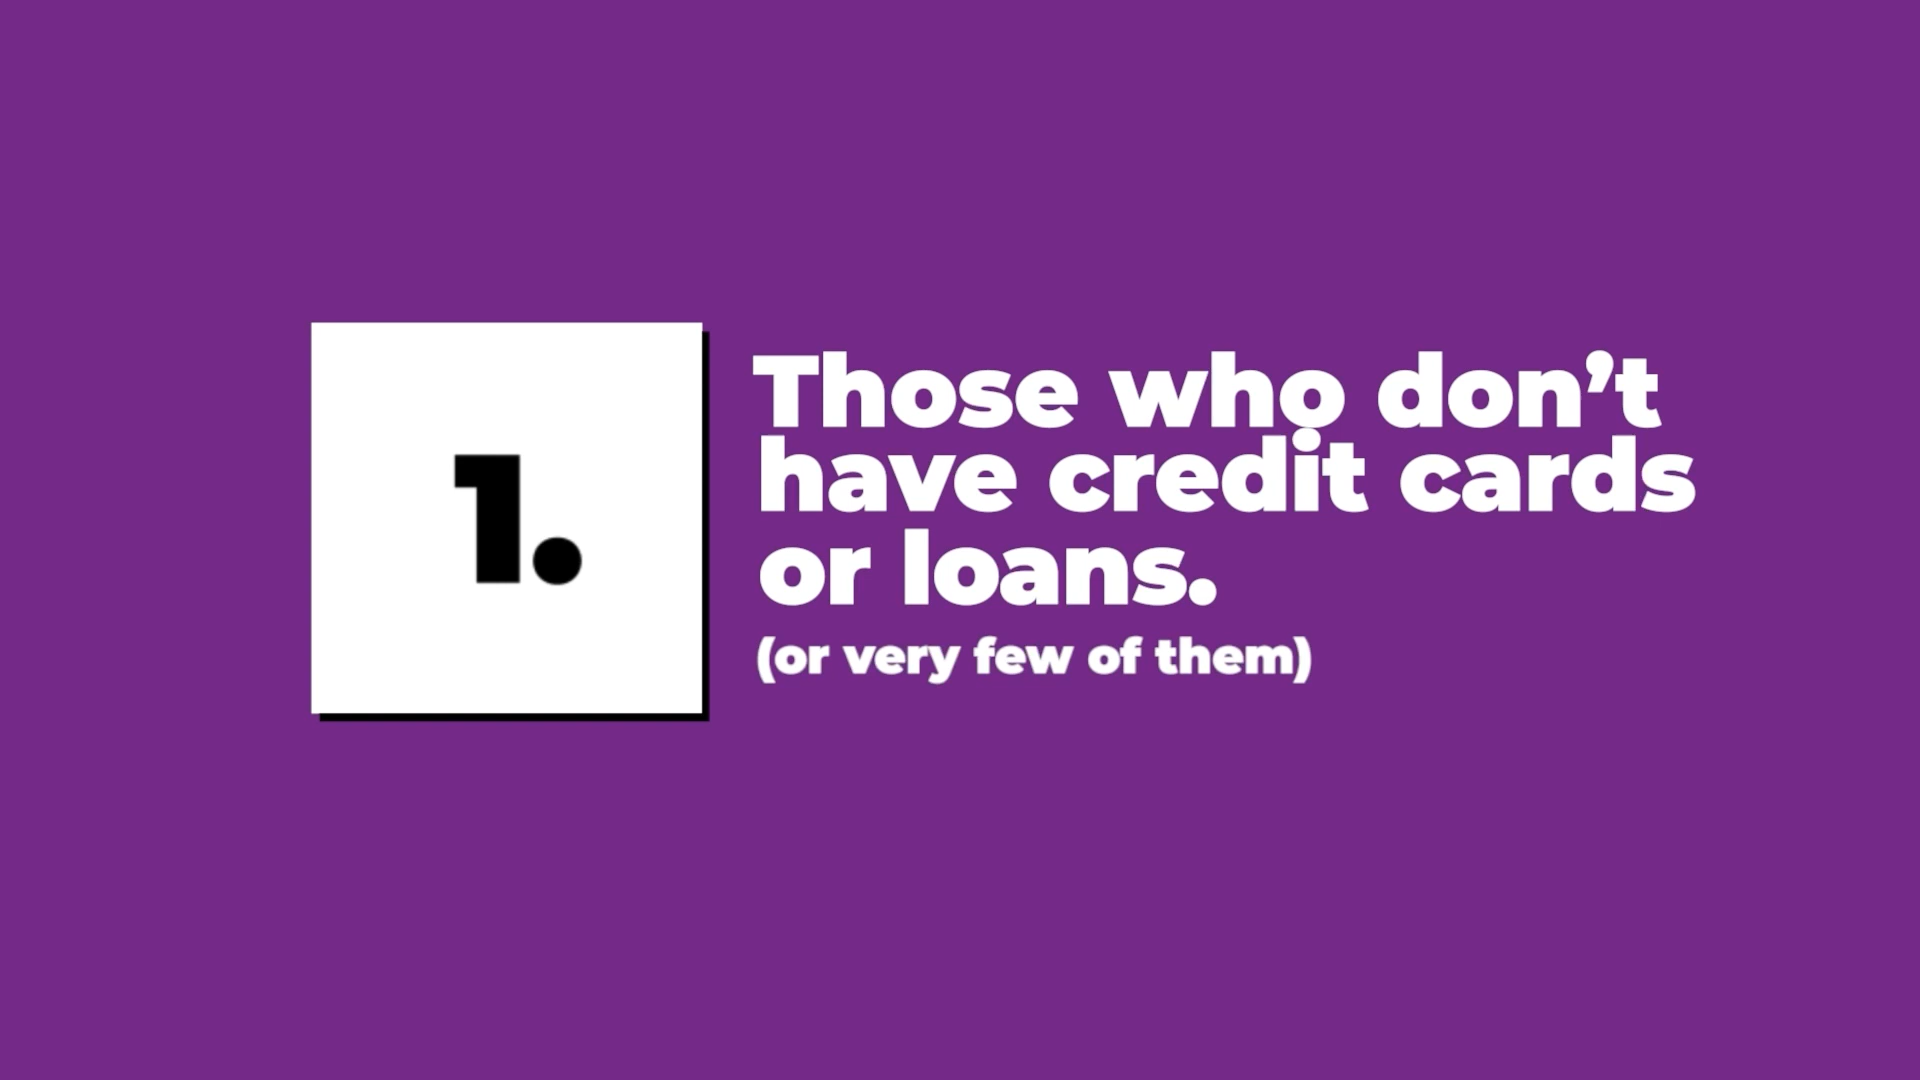 1.
Those who don’t
have credit cards
or loans.
(or very few of them)